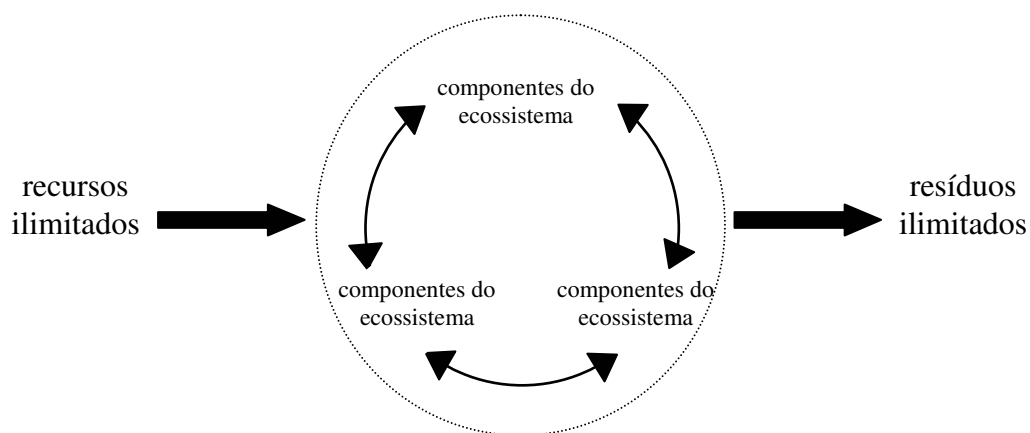 componentes do
ecossistema
recursos
ilimitados
resíduos
ilimitados
componentes do
ecossistema
componentes do
ecossistema